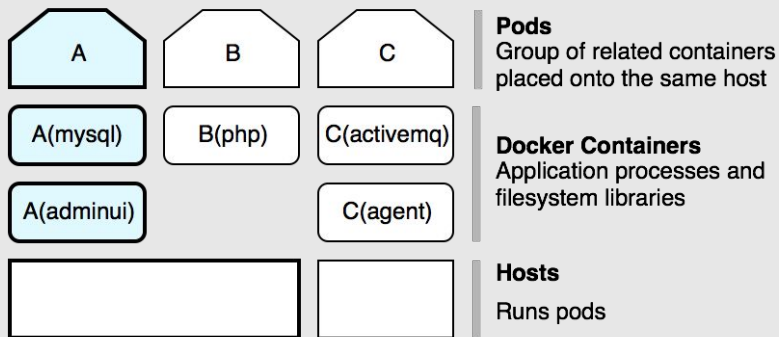 A
B
C
Pods
Group of related containers
placed onto the same host
A(mysql)
B(php)
C(activemq)
A(adminui)
C(agent)
Docker Containers
Application processes and
filesystem libraries
Hosts
Runs pods